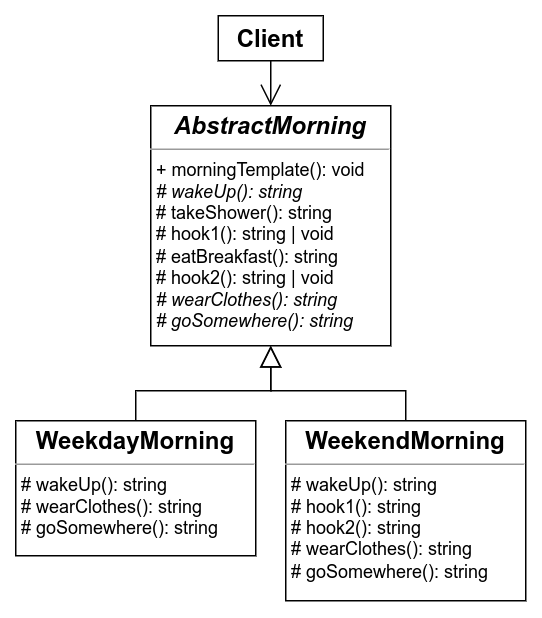 Client
AbstractMorning
+ morningTemplate(): void
# wakeUp(): string
# takeShower(): string
# hook1(): string | void
# eatBreakfast(): string
# hook2(): string | void
# wearClothes(): string
# goSomewhere(): string
WeekdayMorning
# wakeUp(): string
# wearClothes(): string
# goSomewhere(): string
WeekendMorning
# wakeUp(): string
# hook1(): string
# hook2(): string
# wearClothes(): string
# goSomewhere(): string